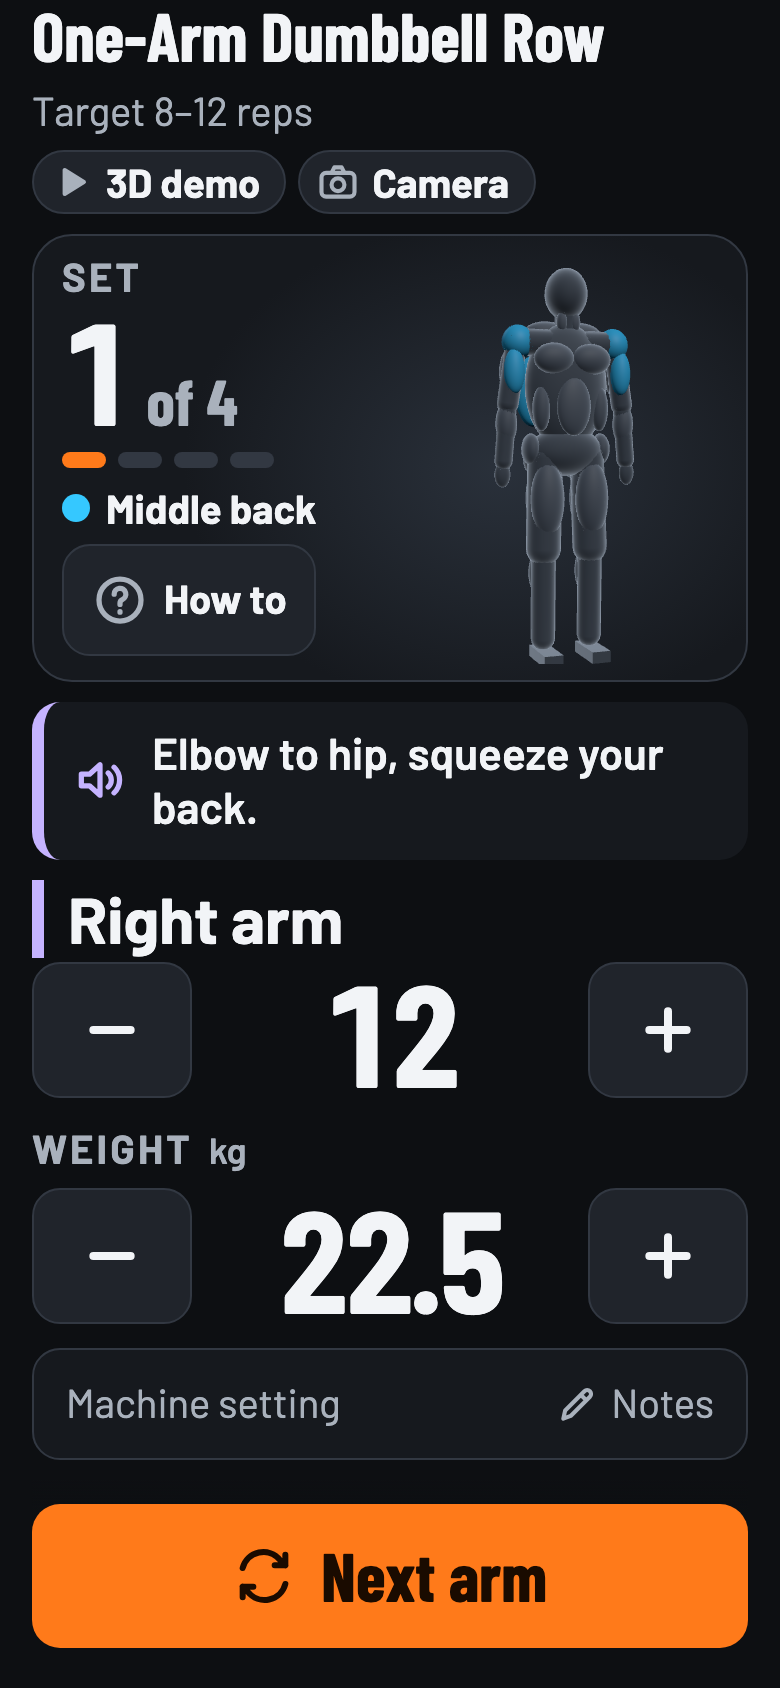 One-Arm Dumbbell Row
Target 8–12 reps
3D demo
Camera
SET
1 of 4
Middle back
How to
Elbow to hip, squeeze your
back.
Right arm
12
WEIGHT kg
22.5
Machine setting
Notes
Next arm